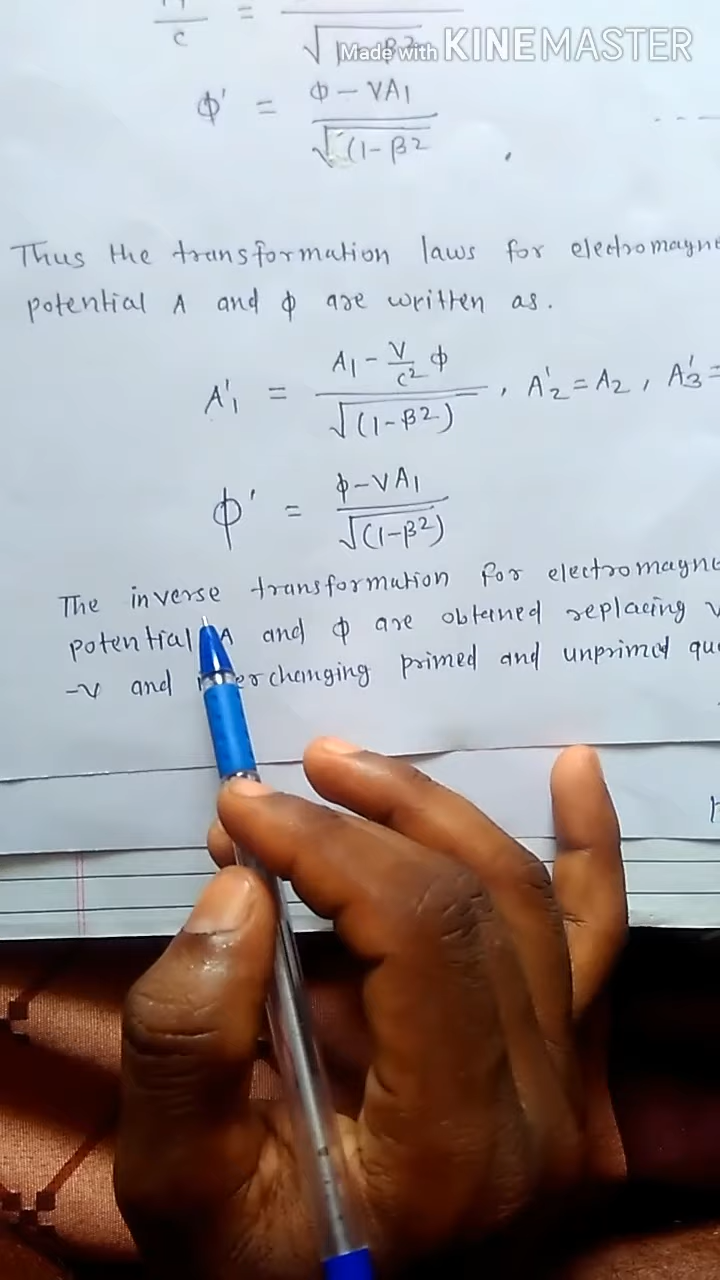 c =
Made with KINEMASTER
Φ' = Φ - VA₁ / √(1-β²
Thus the transformation laws for electromagne
potential A and ϕ are written as.
A'₁ = A₁ - V/c² ϕ / √(1-β²) , A'₂ = A₂ , A'₃ =
ϕ' = ϕ - VA₁ / √(1-β²)
The inverse transformation for electromagne
potential A and ϕ are obtained replacing v
-v and interchanging primed and unprimed qua